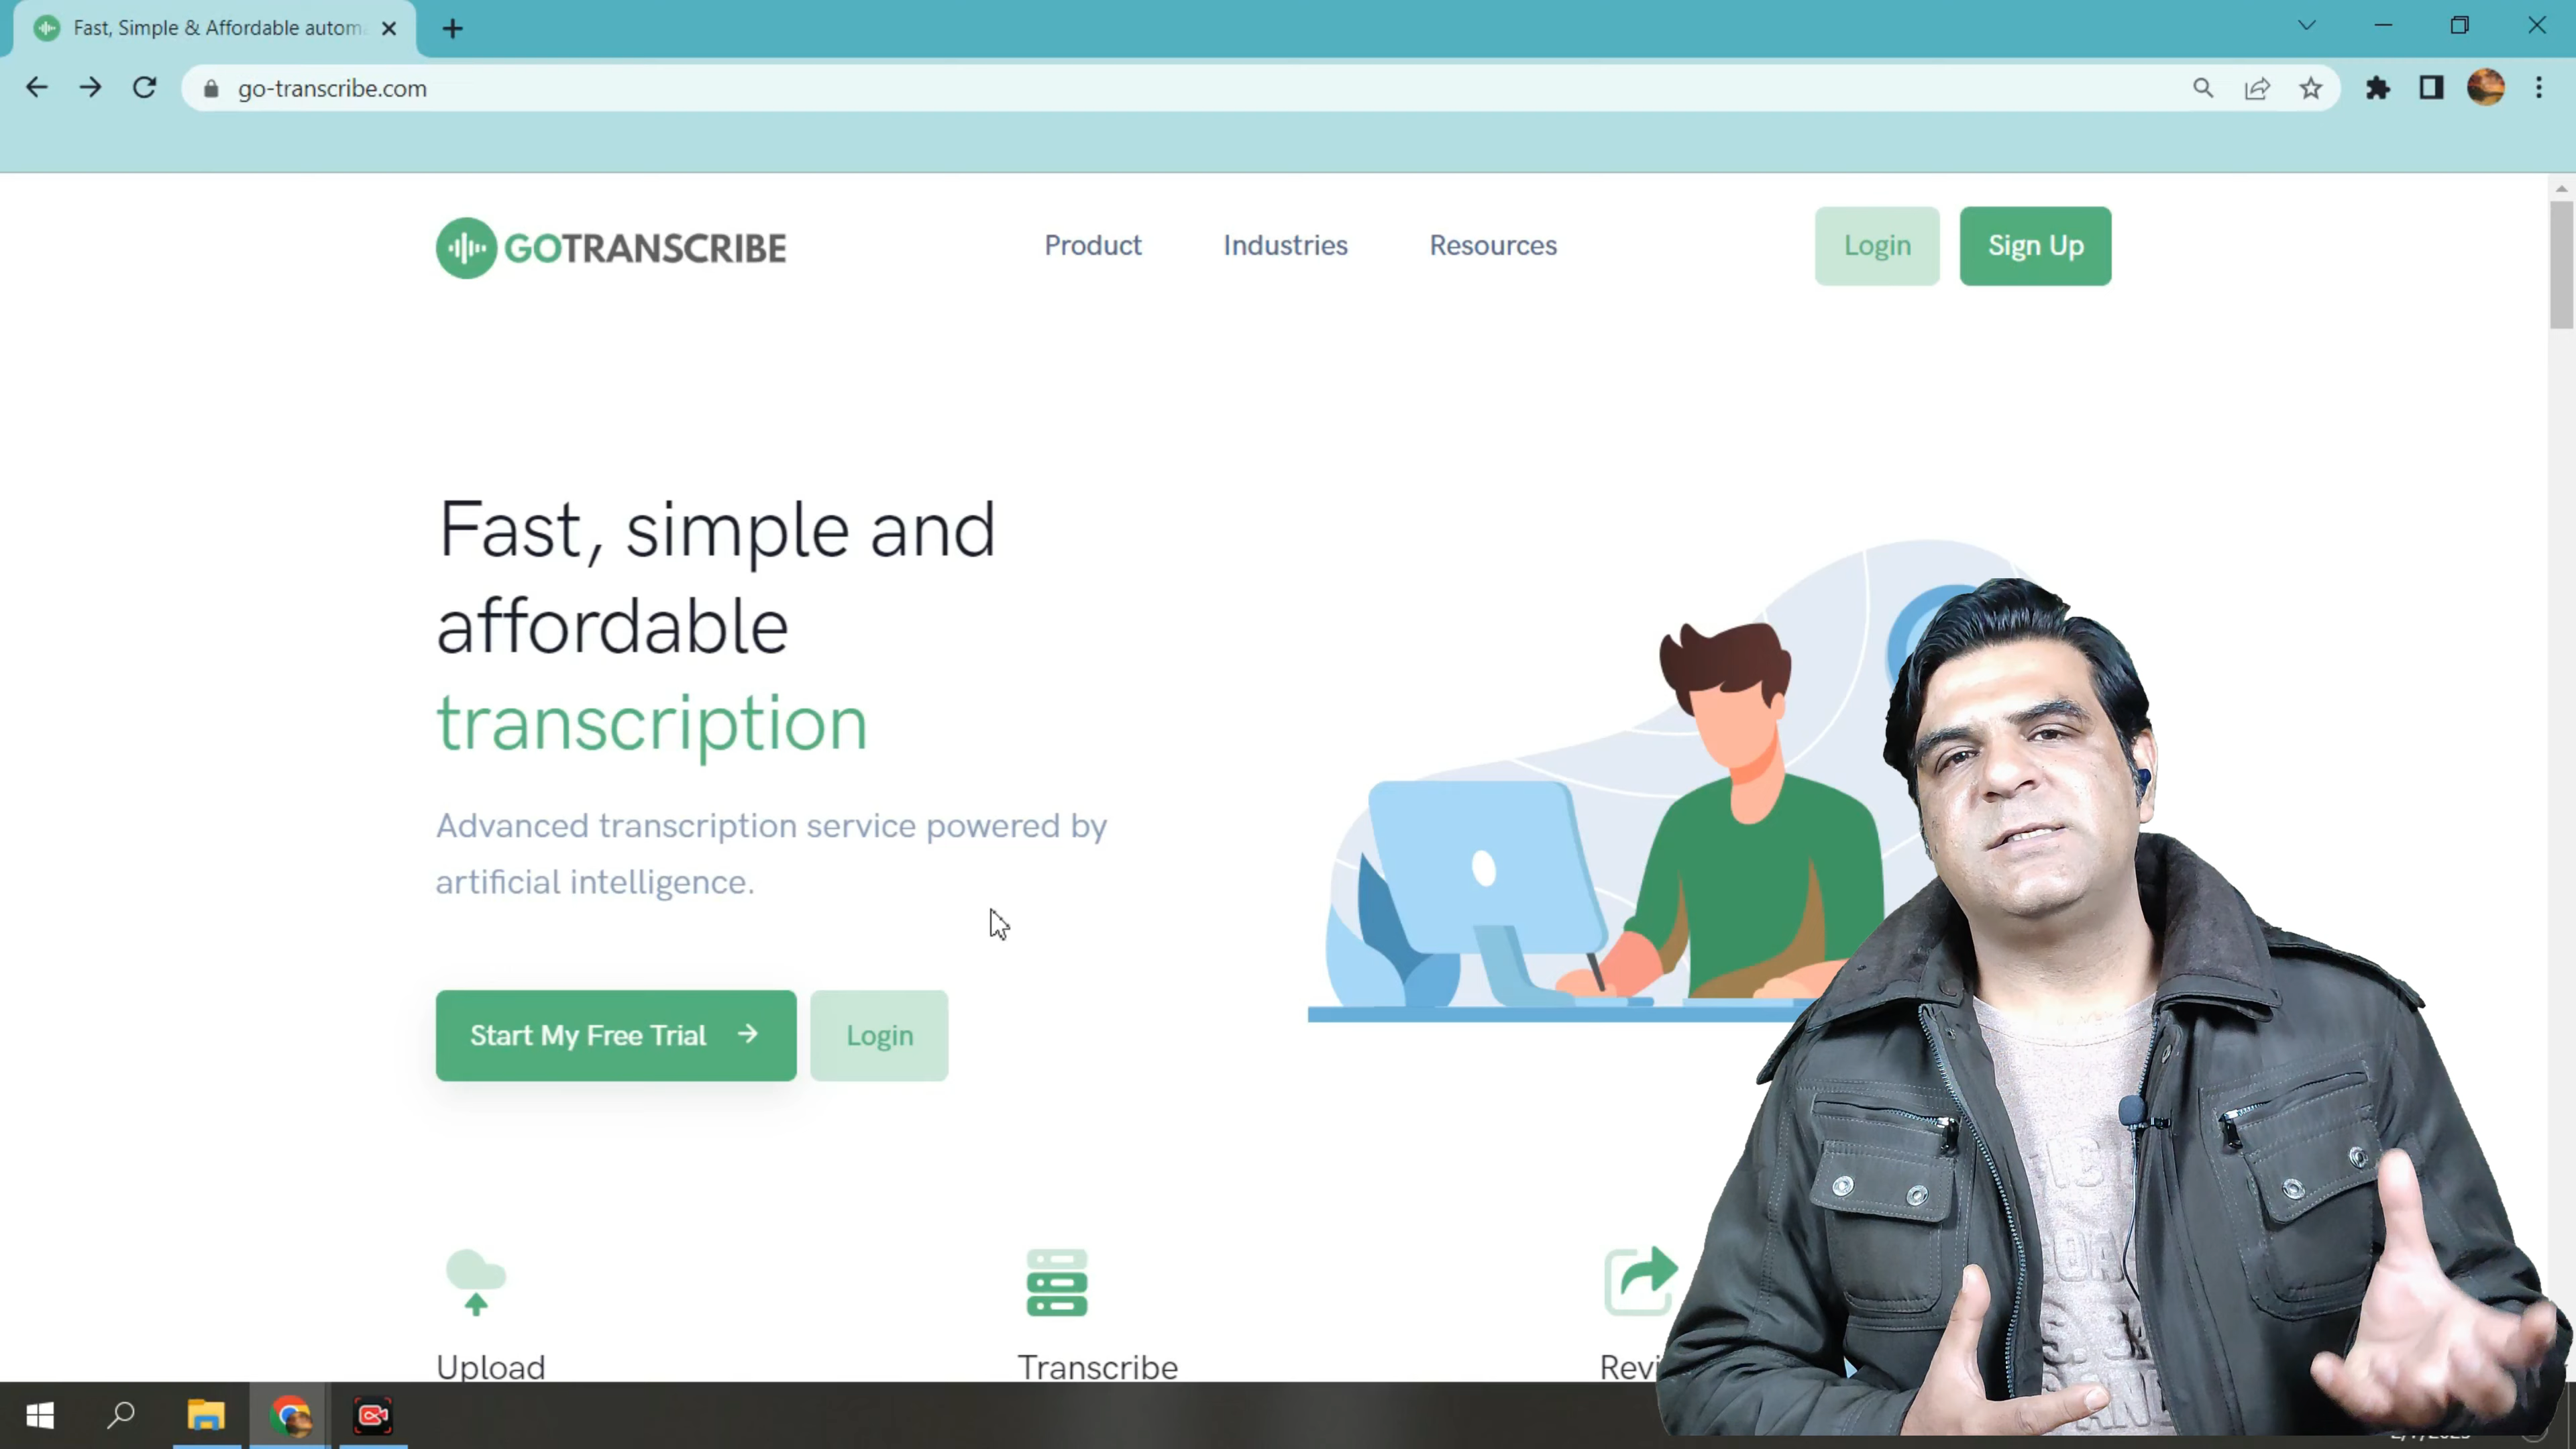 Fast, Simple & Affordable autom
go-transcribe.com
GOTRANSCRIBE
Product
Industries
Resources
Login
Sign Up
Fast, simple and
affordable
transcription
Advanced transcription service powered by
artificial intelligence.
Start My Free Trial
Login
Upload
Transcribe
Revi